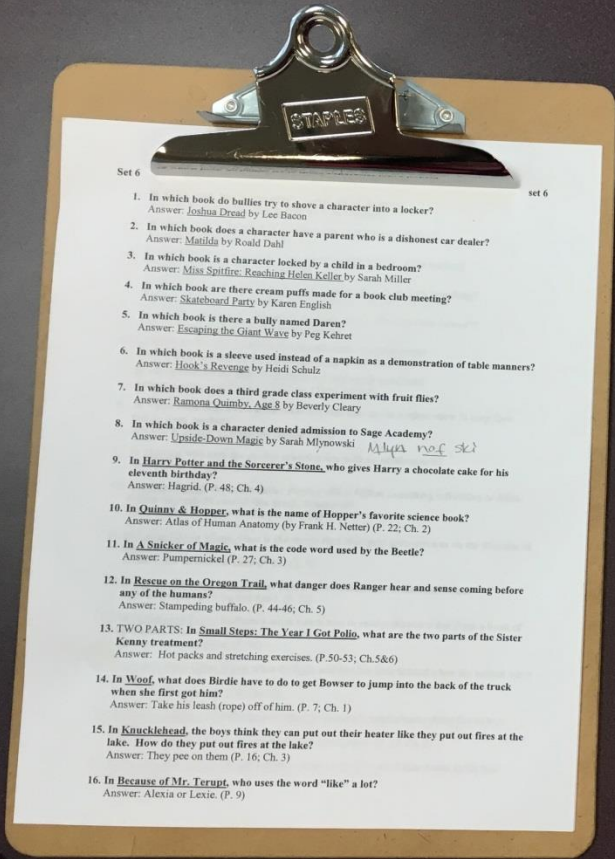 STAPLES
Set 6
set 6
1. In which book do bullies try to shove a character into a locker?
Answer: Joshua Dread by Lee Bacon
2. In which book does a character have a parent who is a dishonest car dealer?
Answer: Matilda by Roald Dahl
3. In which book is a character locked by a child in a bedroom?
Answer: Miss Spitfire: Reaching Helen Keller by Sarah Miller
4. In which book are there cream puffs made for a book club meeting?
Answer: Skateboard Party by Karen English
5. In which book is there a bully named Daren?
Answer: Escaping the Giant Wave by Peg Kehret
6. In which book is a sleeve used instead of a napkin as a demonstration of table manners?
Answer: Hook's Revenge by Heidi Schulz
7. In which book does a third grade class experiment with fruit flies?
Answer: Ramona Quimby, Age 8 by Beverly Cleary
8. In which book is a character denied admission to Sage Academy?
Answer: Upside-Down Magic by Sarah Mlynowski naf ski
9. In Harry Potter and the Sorcerer's Stone, who gives Harry a chocolate cake for his
eleventh birthday?
Answer: Hagrid. (P. 48; Ch. 4)
10. In Quinny & Hopper, what is the name of Hopper's favorite science book?
Answer: Atlas of Human Anatomy (by Frank H. Netter) (P. 22; Ch. 2)
11. In A Snicker of Magic, what is the code word used by the Beetle?
Answer: Pumpernickel (P. 27; Ch. 3)
12. In Rescue on the Oregon Trail, what danger does Ranger hear and sense coming before
any of the humans?
Answer: Stampeding buffalo. (P. 44-46; Ch. 5)
13. TWO PARTS: In Small Steps: The Year I Got Polio, what are the two parts of the Sister
Kenny treatment?
Answer: Hot packs and stretching exercises. (P.50-53; Ch.5&6)
14. In Woof, what does Birdie have to do to get Bowser to jump into the back of the truck
when she first got him?
Answer: Take his leash (rope) off of him. (P. 7; Ch. 1)
15. In Knucklehead, the boys think they can put out their heater like they put out fires at the
lake. How do they put out fires at the lake?
Answer: They pee on them (P. 16; Ch. 3)
16. In Because of Mr. Terupt, who uses the word "like" a lot?
Answer: Alexia or Lexie. (P. 9)